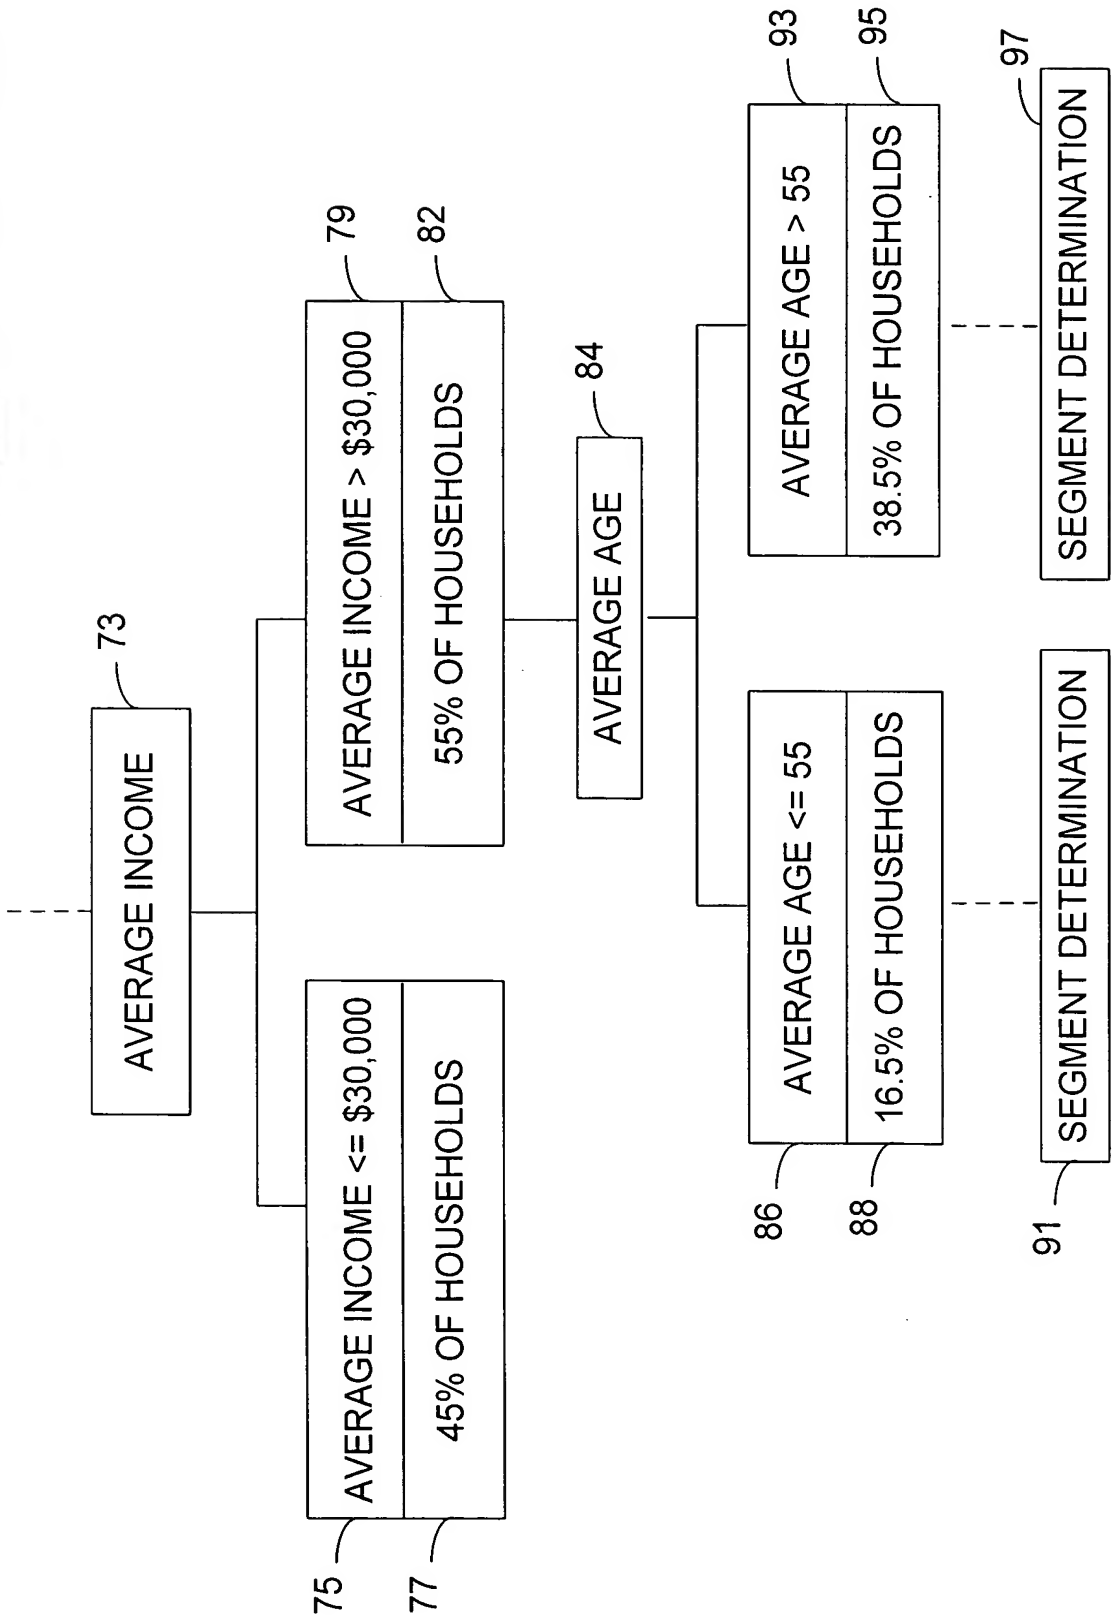 73
AVERAGE INCOME
79
AVERAGE INCOME <= $30,000
AVERAGE INCOME > $30,000
75
82
45% OF HOUSEHOLDS
55% OF HOUSEHOLDS
77
84
AVERAGE AGE
93
AVERAGE AGE <= 55
AVERAGE AGE > 55
86
95
16.5% OF HOUSEHOLDS
38.5% OF HOUSEHOLDS
88
97
SEGMENT DETERMINATION
SEGMENT DETERMINATION
91